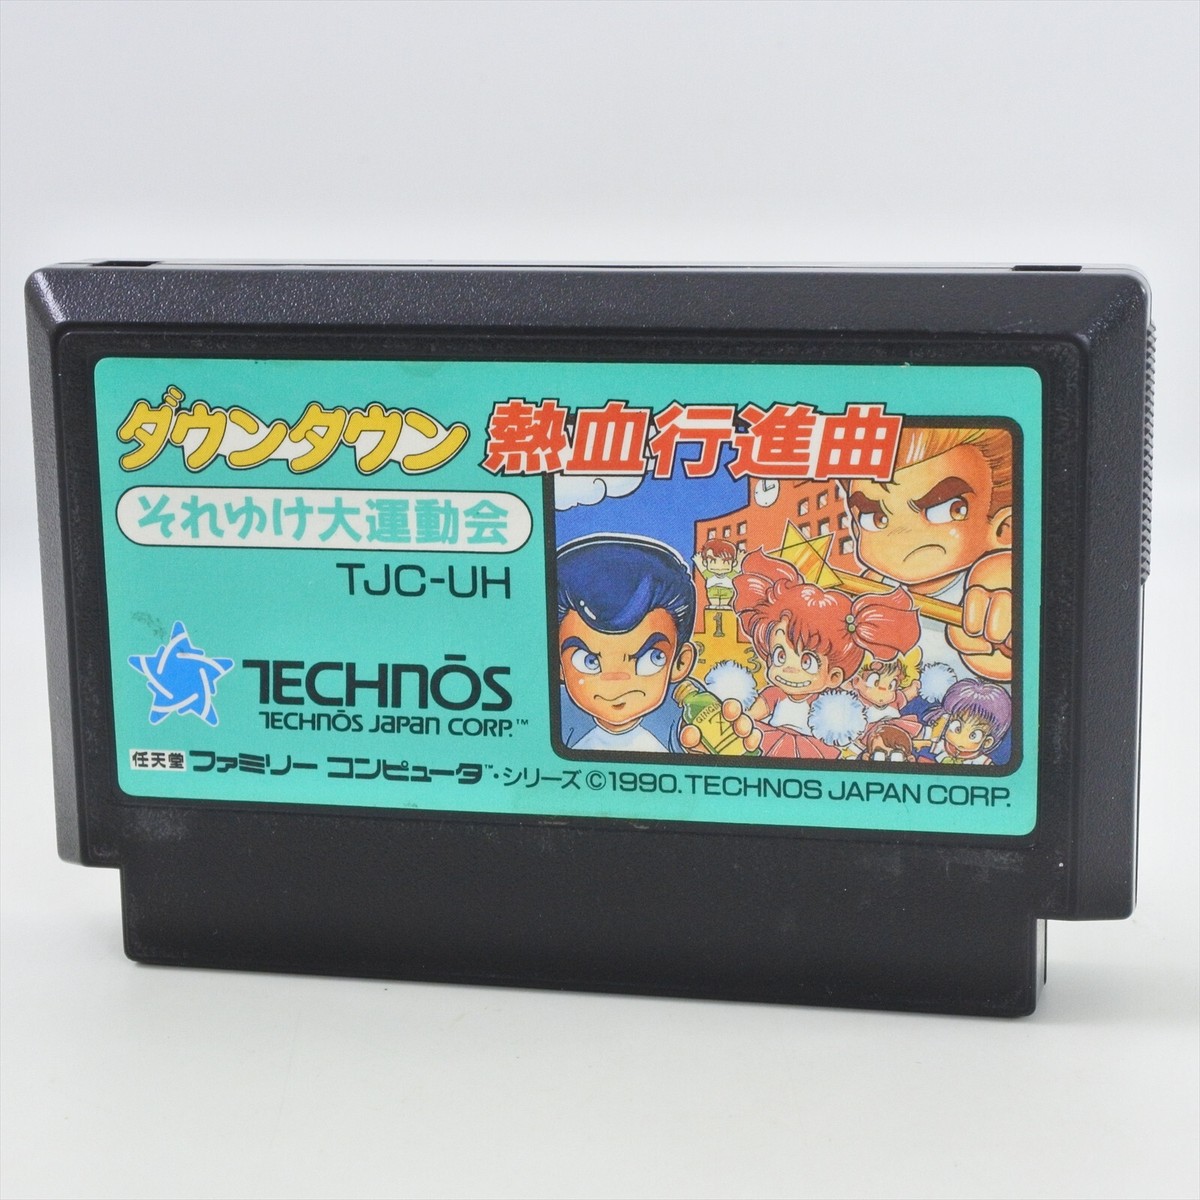 ダウンタウン 熱血行進曲
それゆけ大運動会
TJC-UH
TECHNŌS
TECHNŌS JAPAN CORP.™
任天堂 ファミリー コンピュータ™・シリーズ©1990. TECHNOS JAPAN CORP.
1